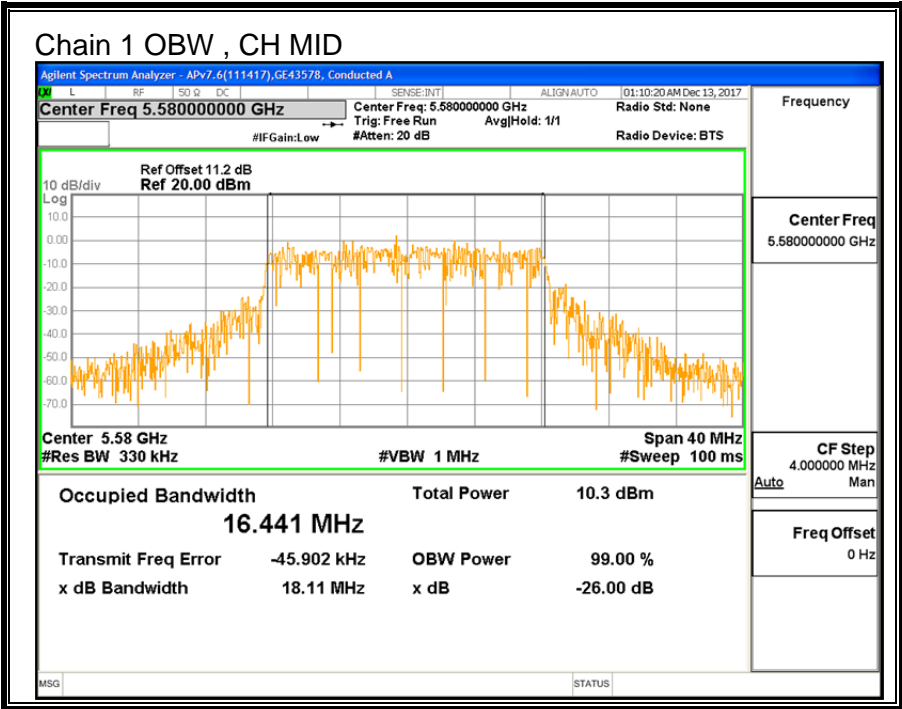 Chain 1 OBW , CH MID
Agilent Spectrum Analyzer - APv7.6(111417),GE43578, Conducted A
LXI L RF 50 Ω DC SENSE:INT ALIGN AUTO 01:10:20 AM Dec 13, 2017
Center Freq 5.580000000 GHz
Center Freq: 5.580000000 GHz
Radio Std: None
Trig: Free Run Avg|Hold: 1/1
#IFGain:Low #Atten: 20 dB Radio Device: BTS
Ref Offset 11.2 dB
10 dB/div Ref 20.00 dBm
Log
10.0
0.00
-10.0
-20.0
-30.0
-40.0
-50.0
-60.0
-70.0
Center 5.58 GHz Span 40 MHz
#Res BW 330 kHz #VBW 1 MHz #Sweep 100 ms
Occupied Bandwidth Total Power 10.3 dBm
16.441 MHz
Transmit Freq Error -45.902 kHz OBW Power 99.00 %
x dB Bandwidth 18.11 MHz x dB -26.00 dB
MSG STATUS
Frequency
Center Freq
5.580000000 GHz
CF Step
4.000000 MHz
Auto Man
Freq Offset
0 Hz